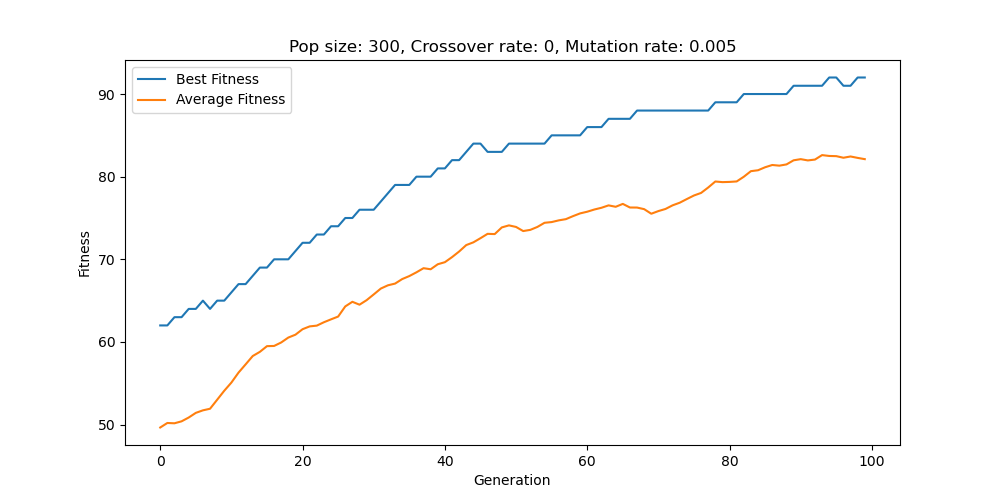 Pop size: 300, Crossover rate: 0, Mutation rate: 0.005
Best Fitness
Average Fitness
Fitness
90
80
70
60
50
0 20 40 60 80 100
Generation